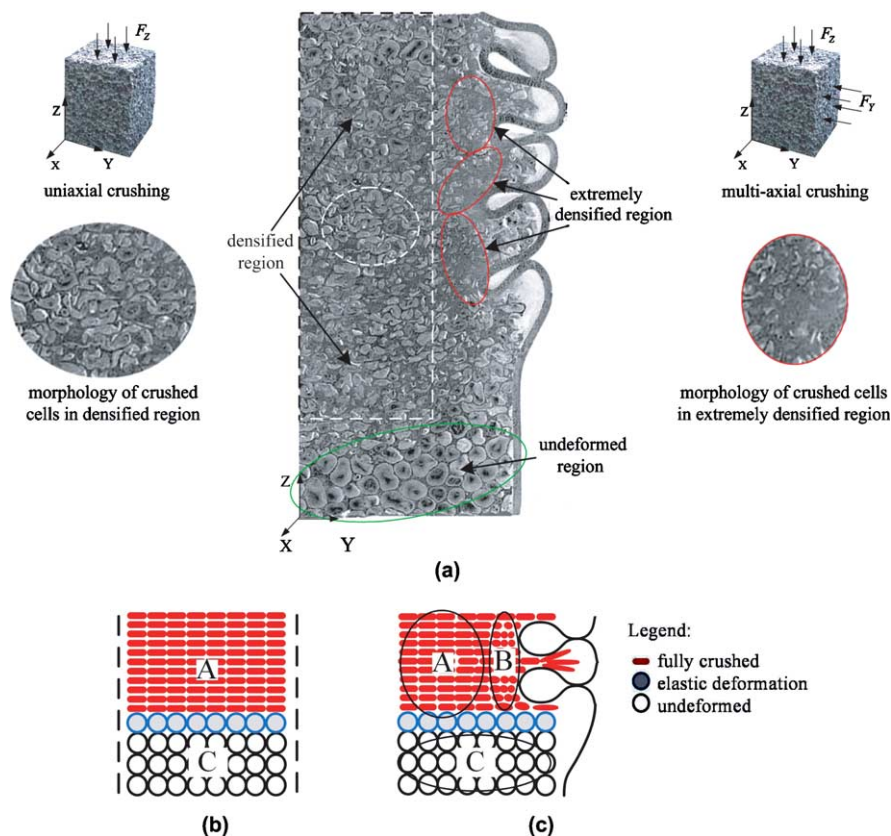 F_Z
Z
X
Y
uniaxial crushing
densified
region
morphology of crushed
cells in densified region
extremely
densified region
undeformed
region
Z
X
Y
F_Z
F_Y
Z
X
Y
multi-axial crushing
morphology of crushed cells
in extremely densified region
(a)
A
C
(b)
A
B
C
(c)
Legend:
fully crushed
elastic deformation
undeformed